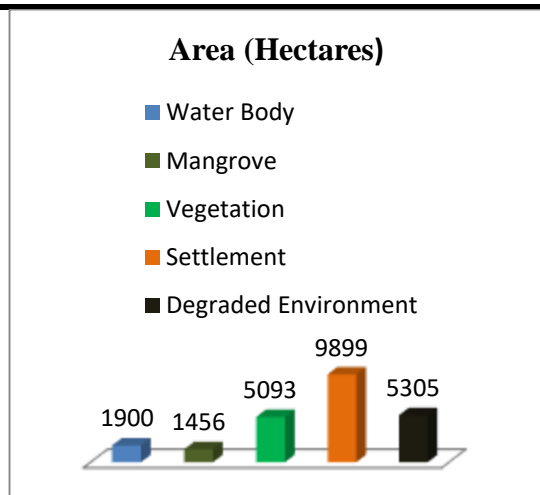 Area (Hectares)
Water Body
Mangrove
Vegetation
Settlement
Degraded Environment
9899
5093
5305
1900
1456